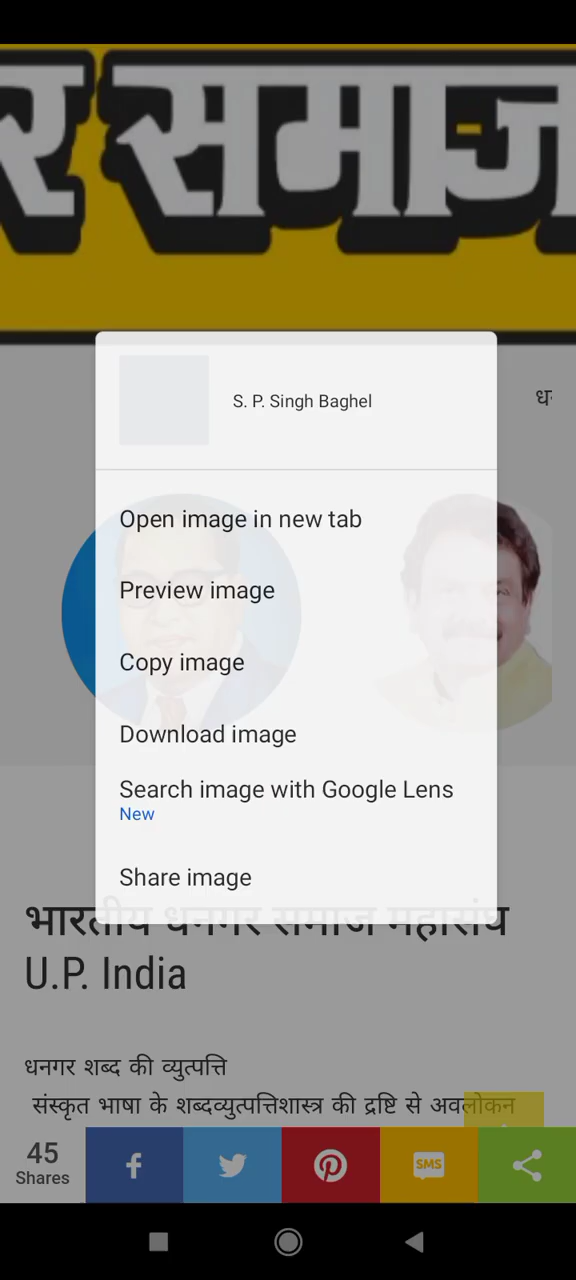 र समाज
S. P. Singh Baghel
Open image in new tab
Preview image
Copy image
Download image
Search image with Google Lens
New
Share image
भारतीय धनगर समाज महासंघ
U.P. India
धनगर शब्द की व्युत्पत्ति
संस्कृत भाषा के शब्दव्युत्पत्तिशास्त्र की द्रष्टि से अवलोकन
45
Shares
SMS